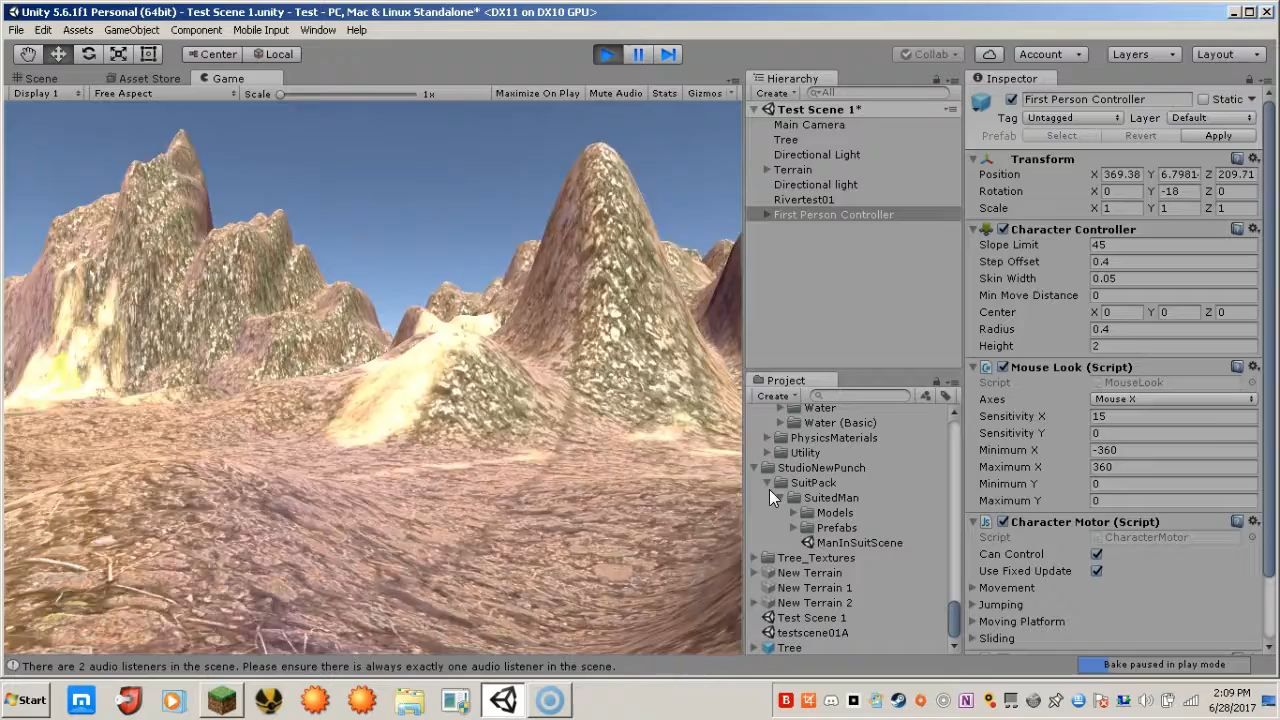 Unity 5.6.1f1 Personal (64bit) - Test Scene 1.unity - Test - PC, Mac & Linux Standalone* <DX11 on DX10 GPU>
File Edit Assets GameObject Component Mobile Input Window Help
Center Local Collab Account Layers Layout
Scene Asset Store Game
Display 1 Free Aspect Scale 1x Maximize On Play Mute Audio Stats Gizmos
Hierarchy
Create All
Test Scene 1*
Main Camera
Tree
Directional Light
Terrain
Directional light
Rivertest01
First Person Controller
Project
Create
Water
Water (Basic)
PhysicsMaterials
Utility
StudioNewPunch
SuitPack
SuitedMan
Models
Prefabs
ManInSuitScene
Tree_Textures
New Terrain
New Terrain 1
New Terrain 2
Test Scene 1
testscene01A
Tree
Inspector
First Person Controller Static
Tag Untagged Layer Default
Prefab Select Revert Apply
Transform
Position X 369.38 Y 6.7981 Z 209.71
Rotation X 0 Y -18 Z 0
Scale X 1 Y 1 Z 1
Character Controller
Slope Limit 45
Step Offset 0.4
Skin Width 0.05
Min Move Distance 0
Center X 0 Y 0 Z 0
Radius 0.4
Height 2
Mouse Look (Script)
Script MouseLook
Axes Mouse X
Sensitivity X 15
Sensitivity Y 0
Minimum X -360
Maximum X 360
Minimum Y 0
Maximum Y 0
Character Motor (Script)
Script CharacterMotor
Can Control
Use Fixed Update
Movement
Jumping
Moving Platform
Sliding
There are 2 audio listeners in the scene. Please ensure there is always exactly one audio listener in the scene.
Bake paused in play mode
Start
2:09 PM
6/28/2017